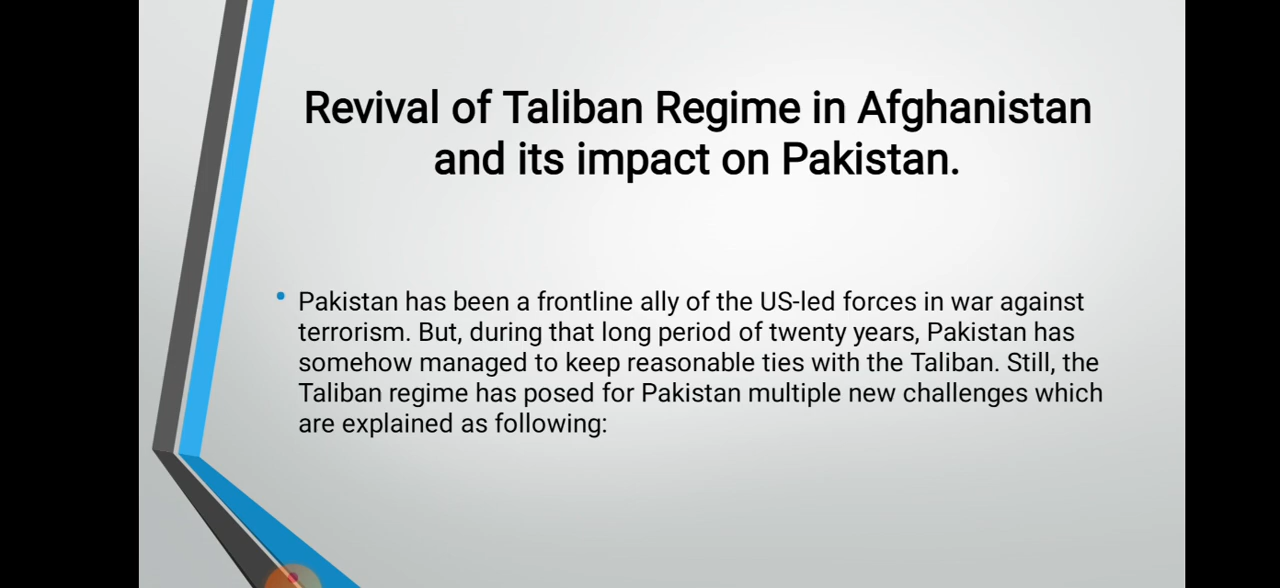 Revival of Taliban Regime in Afghanistan
and its impact on Pakistan.
• Pakistan has been a frontline ally of the US-led forces in war against
terrorism. But, during that long period of twenty years, Pakistan has
somehow managed to keep reasonable ties with the Taliban. Still, the
Taliban regime has posed for Pakistan multiple new challenges which
are explained as following: